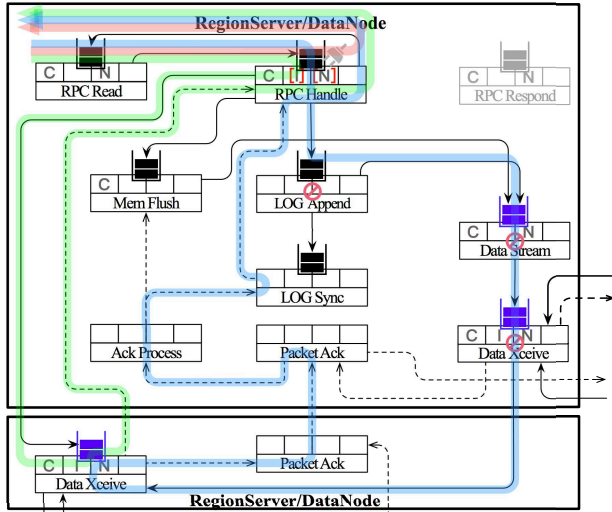 RegionServer/DataNode
C N
RPC Read
C [I] [N]
RPC Handle
RPC Respond
C
Mem Flush
LOG Append
C N
Data Stream
LOG Sync
C I N
Data Xceive
Ack Process
Packet Ack
C I N
Data Xceive
Packet Ack
RegionServer/DataNode